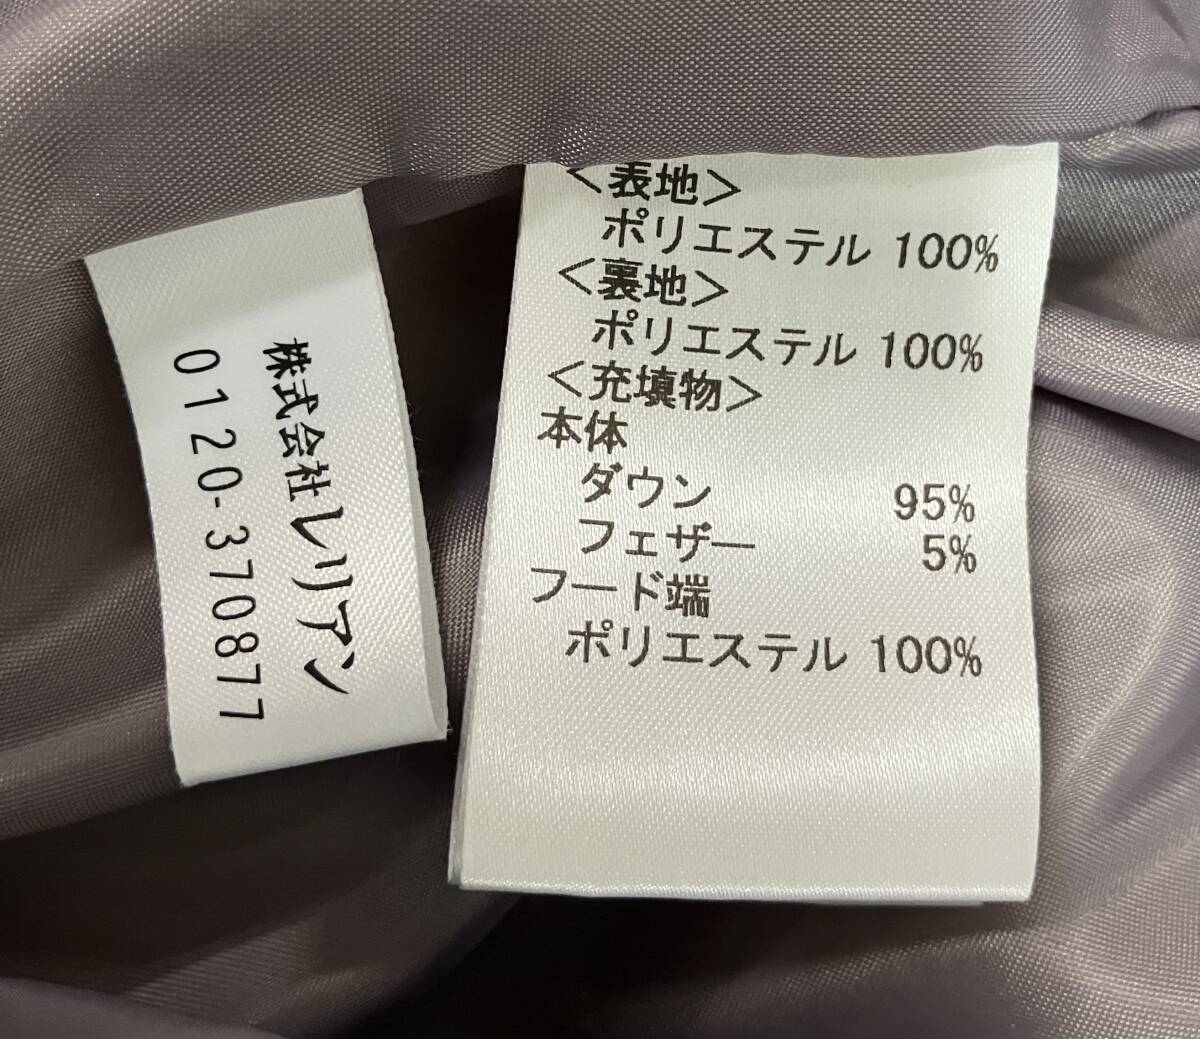 株式会社レリアン
0120-370877
＜表地＞
ポリエステル 100%
＜裏地＞
ポリエステル 100%
＜充填物＞
本体
ダウン 95%
フェザー 5%
フード端
ポリエステル 100%